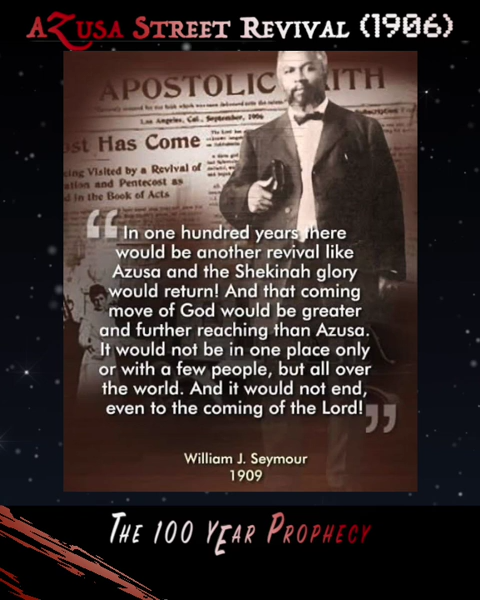 AZUSA STREET REVIVAL (1906)
APOSTOLIC FAITH
Los Angeles, Cal., September, 1906
st Has Come
ing Visited by a Revival of
ation and Pentecost as
d in the Book of Acts
“In one hundred years there
would be another revival like
Azusa and the Shekinah glory
would return! And that coming
move of God would be greater
and further reaching than Azusa.
It would not be in one place only
or with a few people, but all over
the world. And it would not end,
even to the coming of the Lord!”
William J. Seymour
1909
THE 100 YEAR PROPHECY